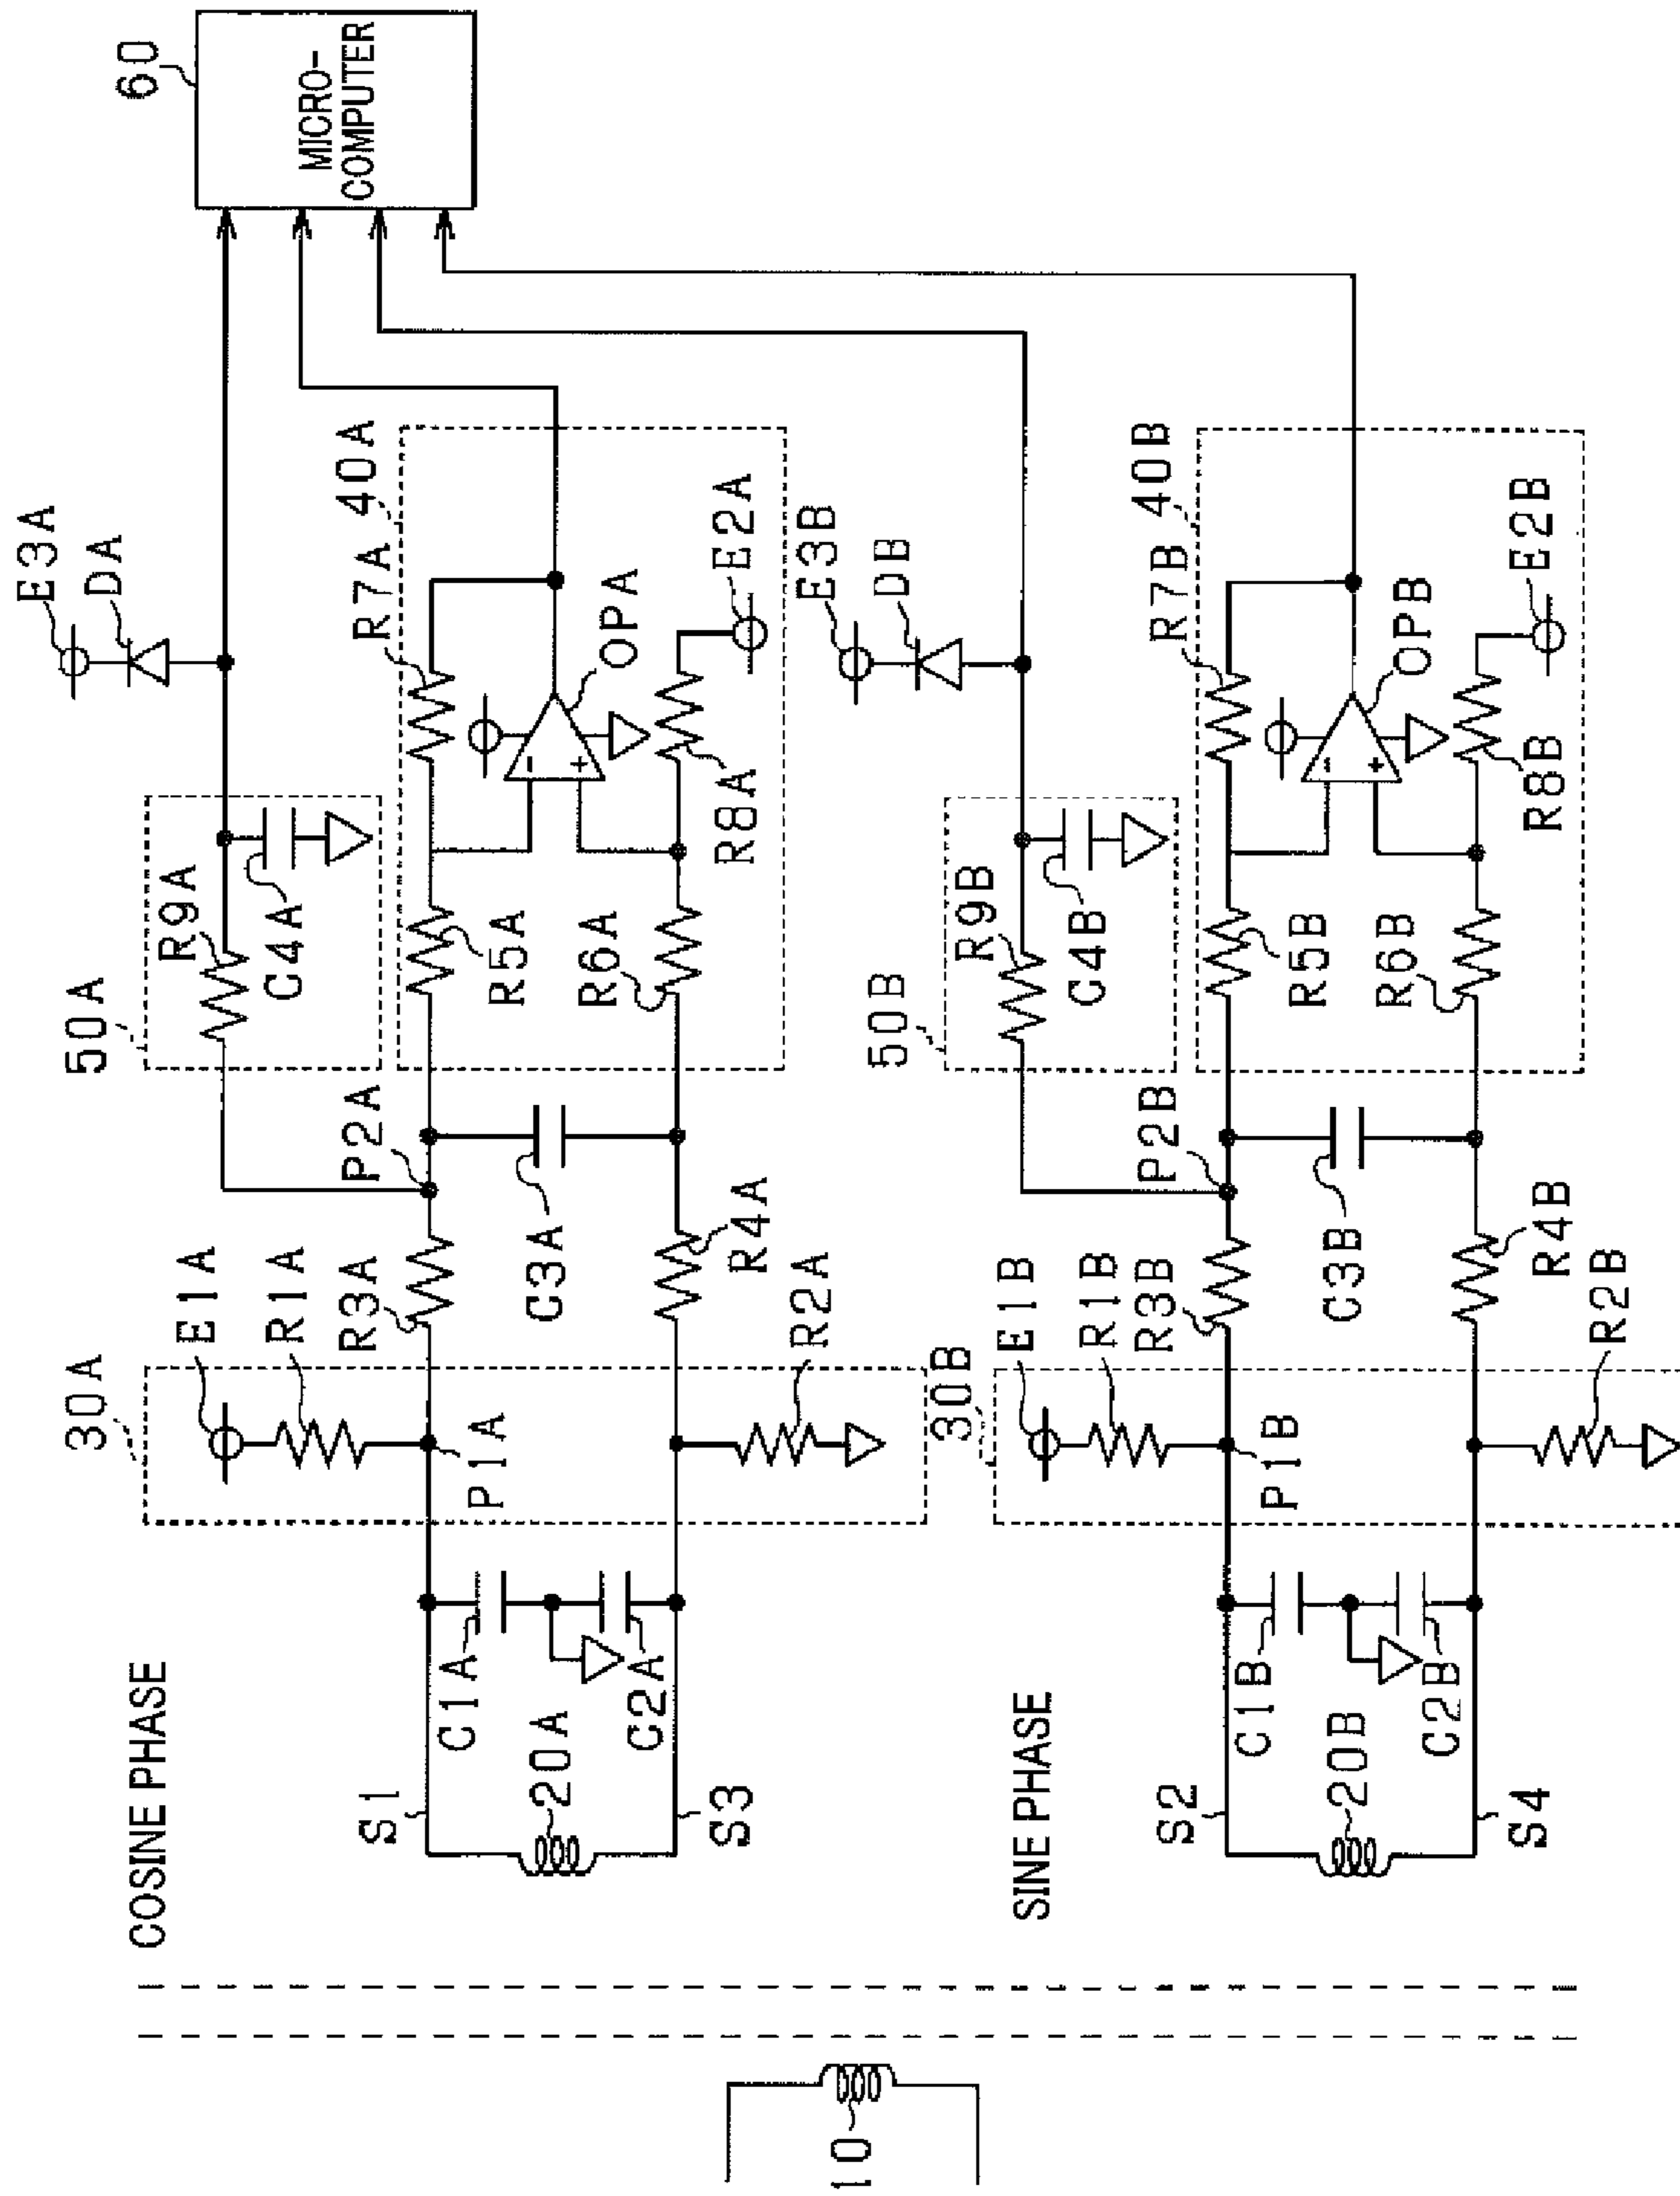 COSINE PHASE
S1
20A
S3
C1A
C2A
30A
E1A
R1A
P1A
R2A
R3A
P2A
C3A
R4A
50A
R9A
C4A
R5A
R6A
E3A
DA
40A
R7A
OPA
R8A
E2A
60
MICRO-
COMPUTER
10
SINE PHASE
S2
20B
S4
C1B
C2B
30B
E1B
R1B
P1B
R2B
R3B
P2B
C3B
R4B
50B
R9B
C4B
R5B
R6B
E3B
DB
40B
R7B
OPB
R8B
E2B
-
+
-
+